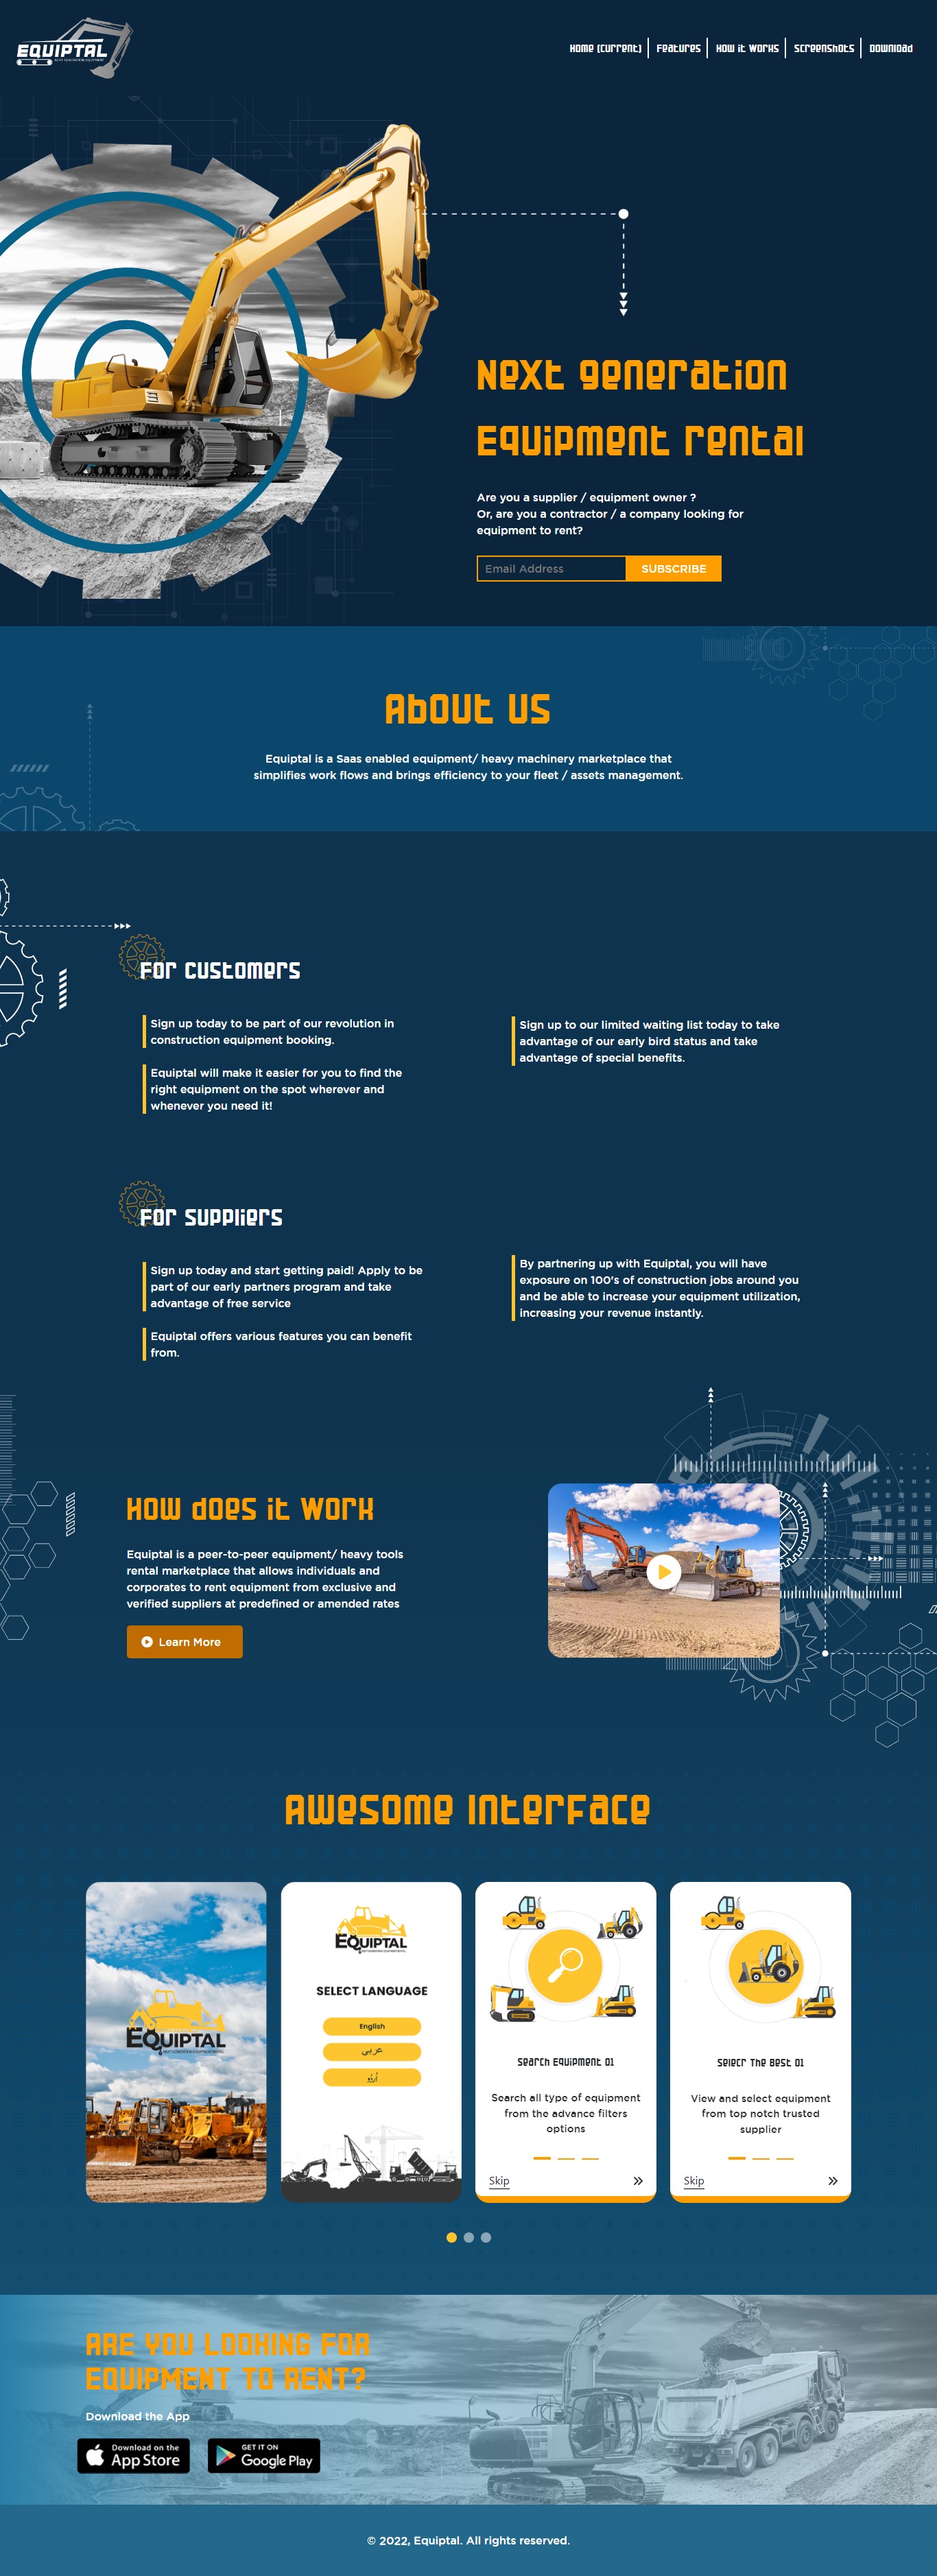 EQUIPTAL
NEXT GENERATION EQUIPMENT
Home (current)
Features
How it works
Screenshots
Download
Next generation
Equipment rental
Are you a supplier / equipment owner ?
Or, are you a contractor / a company looking for
equipment to rent?
Email Address
SUBSCRIBE
About us
Equiptal is a Saas enabled equipment/ heavy machinery marketplace that
simplifies work flows and brings efficiency to your fleet / assets management.
For customers
Sign up today to be part of our revolution in
construction equipment booking.
Equiptal will make it easier for you to find the
right equipment on the spot wherever and
whenever you need it!
Sign up to our limited waiting list today to take
advantage of our early bird status and take
advantage of special benefits.
For suppliers
Sign up today and start getting paid! Apply to be
part of our early partners program and take
advantage of free service
Equiptal offers various features you can benefit
from.
By partnering up with Equiptal, you will have
exposure on 100's of construction jobs around you
and be able to increase your equipment utilization,
increasing your revenue instantly.
How does it work
Equiptal is a peer-to-peer equipment/ heavy tools
rental marketplace that allows individuals and
corporates to rent equipment from exclusive and
verified suppliers at predefined or amended rates
Learn More
Awesome Interface
EQUIPTAL
EQUIPTAL
SELECT LANGUAGE
English
عربى
اُردُو
Search Equipment 01
Search all type of equipment
from the advance filters
options
Skip
Selecr The Best 01
View and select equipment
from top notch trusted
supplier
Skip
ARE YOU LOOKING FOR
EQUIPMENT TO RENT?
Download the App
Download on the
App Store
GET IT ON
Google Play
© 2022, Equiptal. All rights reserved.